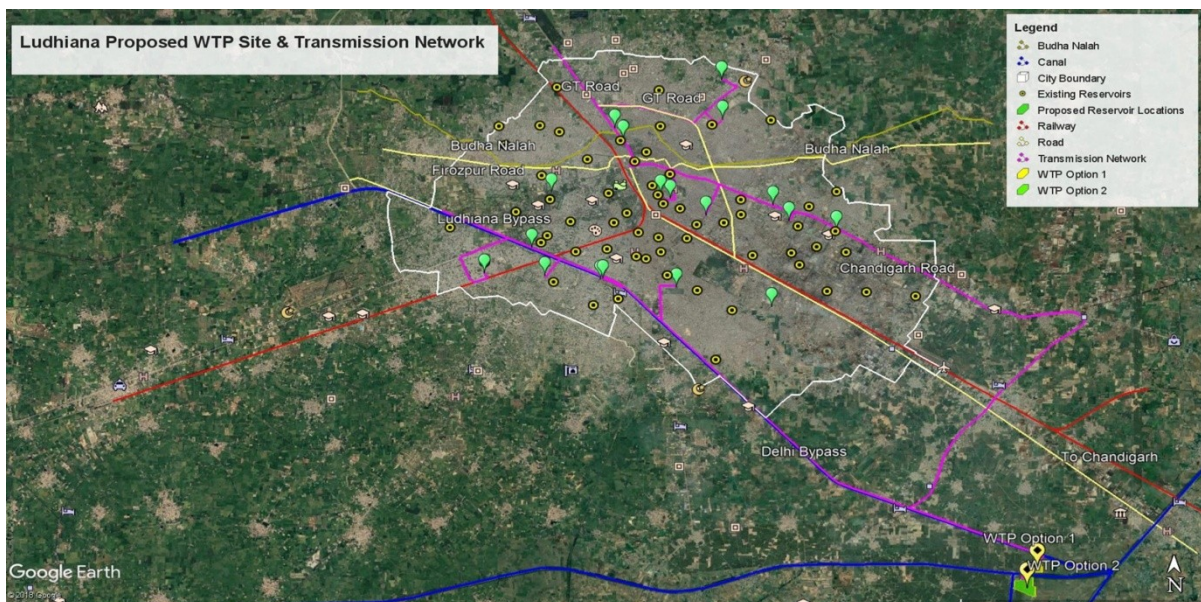 Ludhiana Proposed WTP Site & Transmission Network
Legend
Budha Nalah
Canal
City Boundary
Existing Reservoirs
Proposed Reservoir Locations
Railway
Road
Transmission Network
WTP Option 1
WTP Option 2
GT Road
GT Road
Budha Nalah
Budha Nalah
Firozpur Road
Ludhiana Bypass
Chandigarh Road
Delhi Bypass
To Chandigarh
WTP Option 1
WTP Option 2
Google Earth
© 2018 Google
N